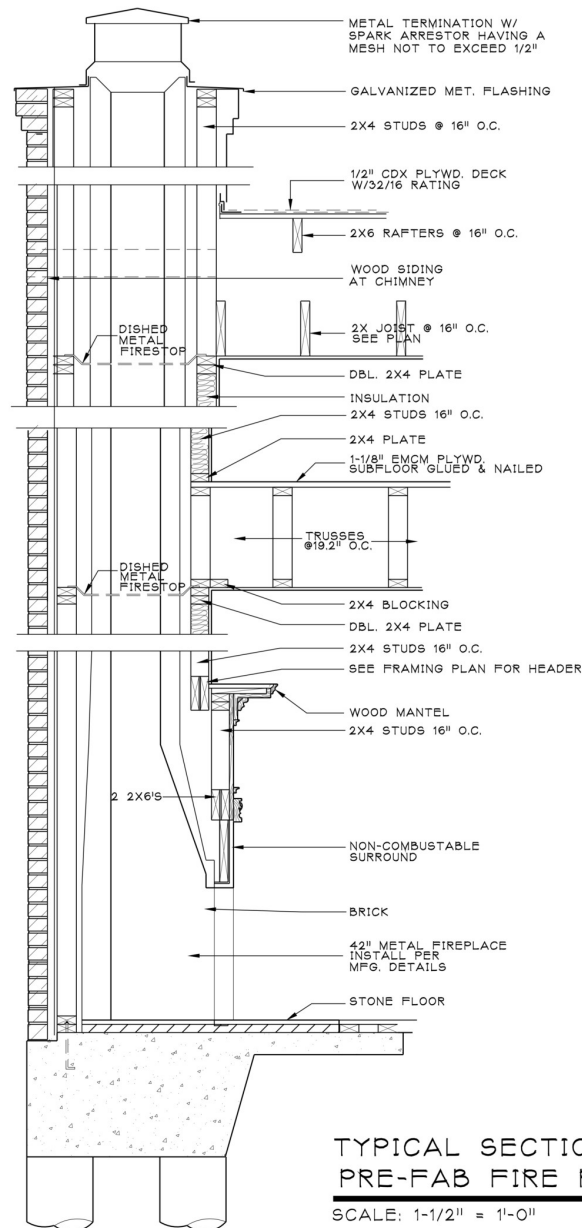 METAL TERMINATION W/
SPARK ARRESTOR HAVING A
MESH NOT TO EXCEED 1/2"
GALVANIZED MET. FLASHING
2X4 STUDS @ 16" O.C.
1/2" CDX PLYWD. DECK
W/32/16 RATING
2X6 RAFTERS @ 16" O.C.
WOOD SIDING
AT CHIMNEY
DISHED
METAL
FIRESTOP
2X JOIST @ 16" O.C.
SEE PLAN
DBL. 2X4 PLATE
INSULATION
2X4 STUDS 16" O.C.
2X4 PLATE
1-1/8" EMCM PLYWD.
SUBFLOOR GLUED & NAILED
TRUSSES
@19.2" O.C.
DISHED
METAL
FIRESTOP
2X4 BLOCKING
DBL. 2X4 PLATE
2X4 STUDS 16" O.C.
SEE FRAMING PLAN FOR HEADER
WOOD MANTEL
2X4 STUDS 16" O.C.
2 2X6'S
NON-COMBUSTABLE
SURROUND
BRICK
42" METAL FIREPLACE
INSTALL PER
MFG. DETAILS
STONE FLOOR
TYPICAL SECTIO
PRE-FAB FIRE
SCALE: 1-1/2" = 1'-0"